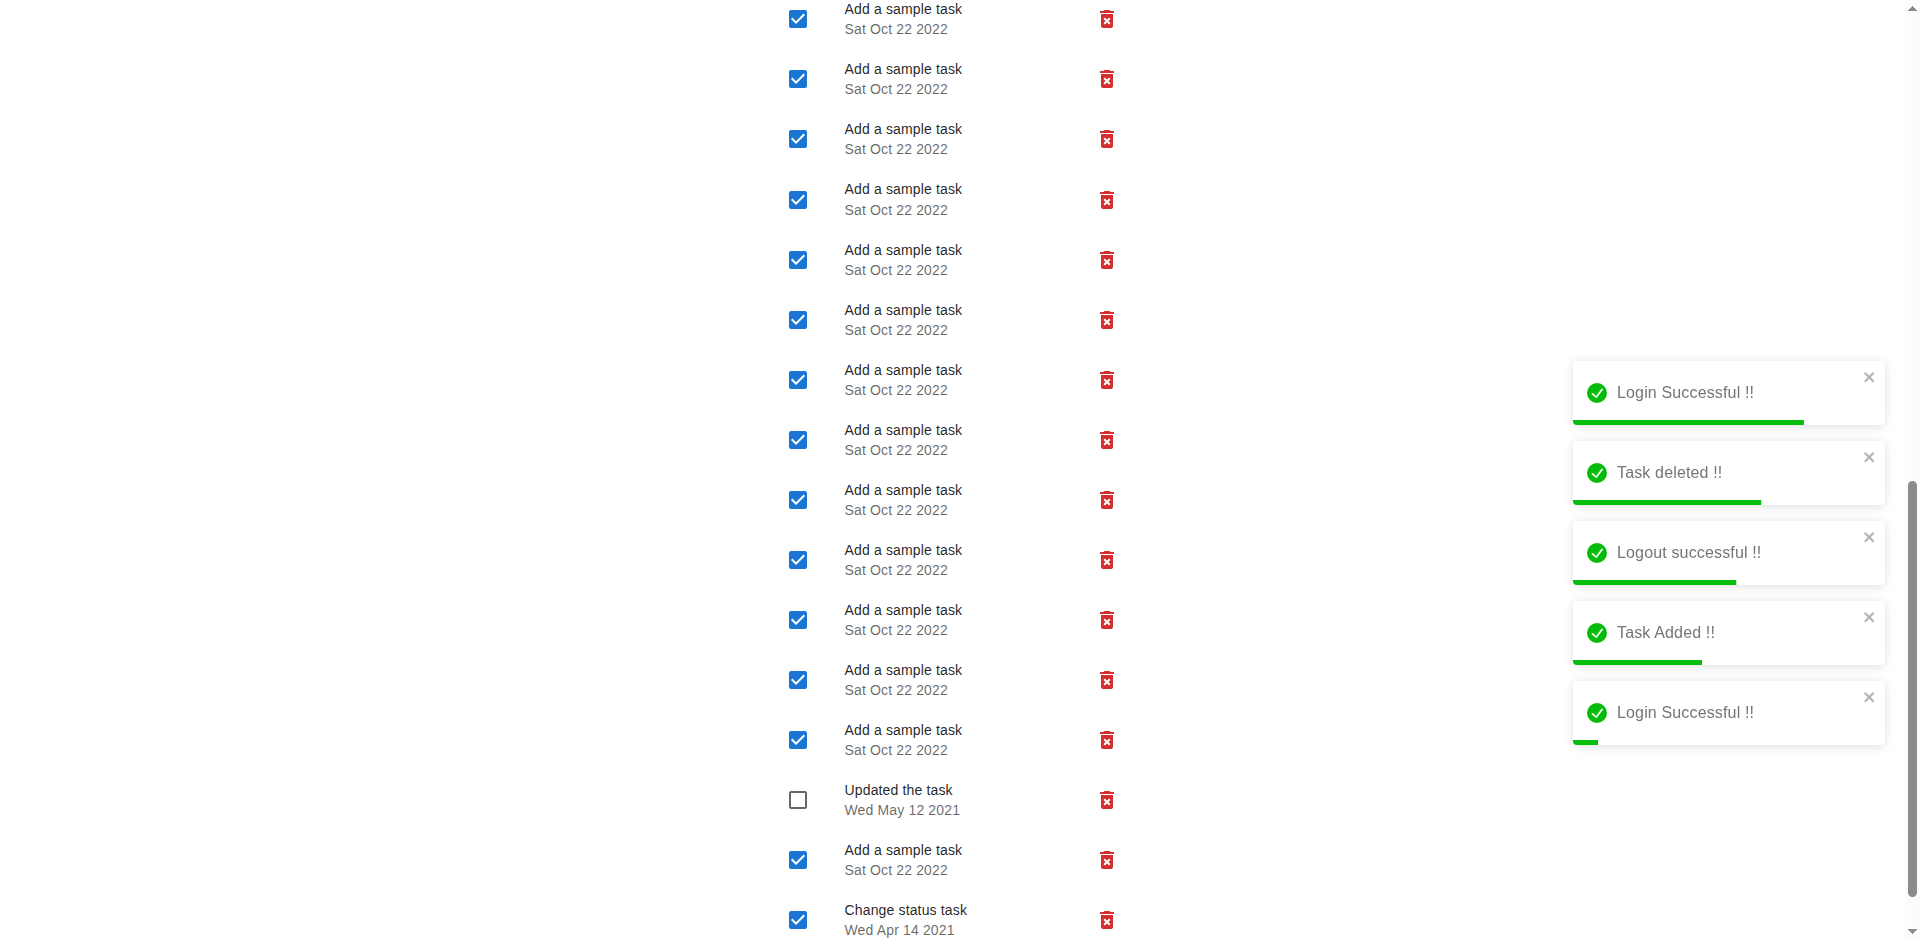 Add a sample task
Sat Oct 22 2022
Add a sample task
Sat Oct 22 2022
Add a sample task
Sat Oct 22 2022
Add a sample task
Sat Oct 22 2022
Add a sample task
Sat Oct 22 2022
Add a sample task
Sat Oct 22 2022
Add a sample task
Sat Oct 22 2022
Add a sample task
Sat Oct 22 2022
Add a sample task
Sat Oct 22 2022
Add a sample task
Sat Oct 22 2022
Add a sample task
Sat Oct 22 2022
Add a sample task
Sat Oct 22 2022
Add a sample task
Sat Oct 22 2022
Updated the task
Wed May 12 2021
Add a sample task
Sat Oct 22 2022
Change status task
Wed Apr 14 2021
Login Successful !!
Task deleted !!
Logout successful !!
Task Added !!
Login Successful !!